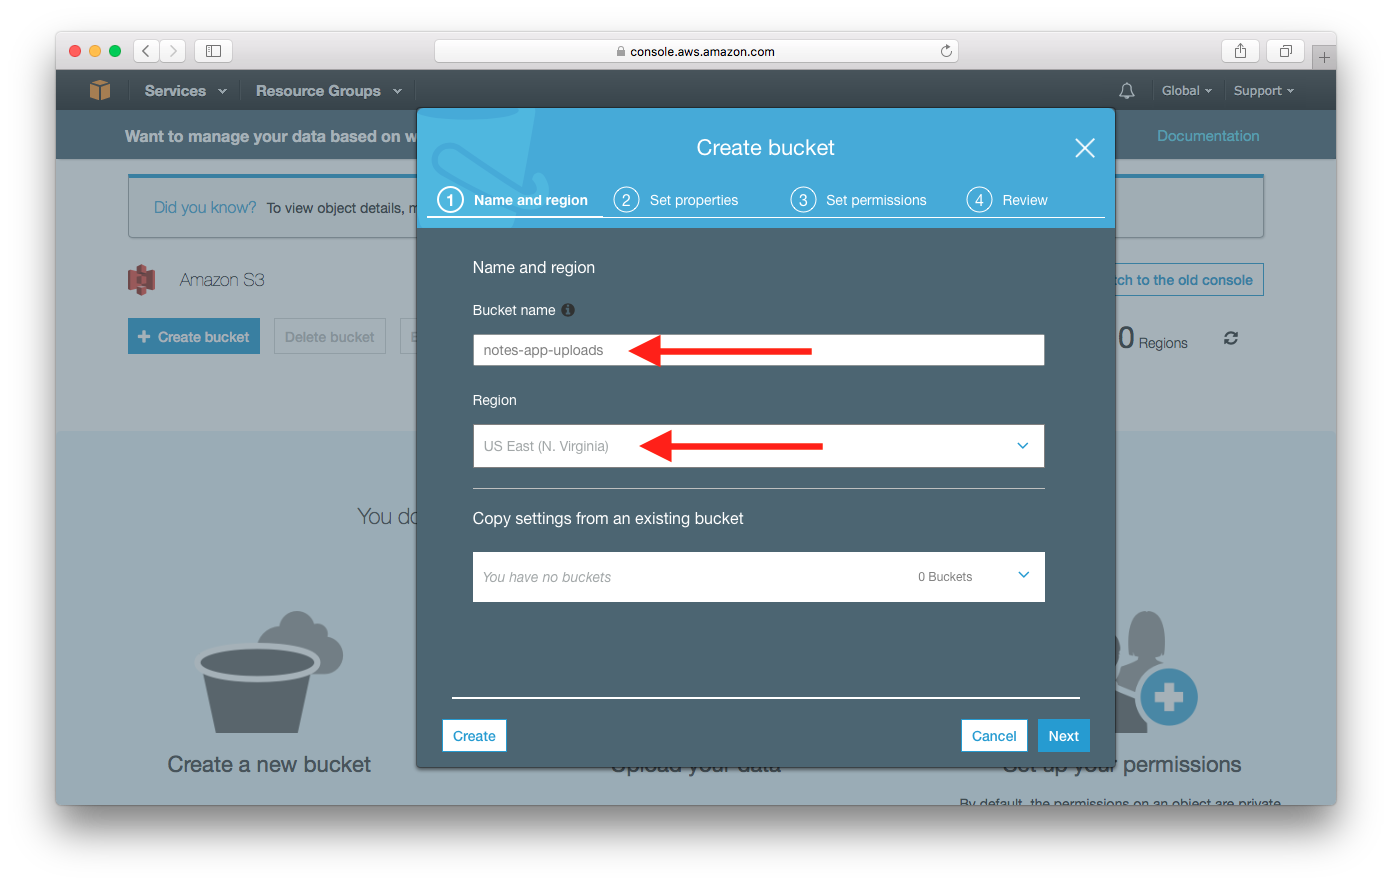 console.aws.amazon.com
Services
Resource Groups
Global
Support
Want to manage your data based on
Documentation
Create bucket
1 Name and region
2 Set properties
3 Set permissions
4 Review
Did you know? To view object details,
Amazon S3
to the old console
Create bucket
Delete bucket
0 Regions
Name and region
Bucket name
notes-app-uploads
Region
US East (N. Virginia)
Copy settings from an existing bucket
You have no buckets
0 Buckets
You
Create
Cancel
Next
Create a new bucket
Upload your data
Set up your permissions
By default, the permissions on an object are private